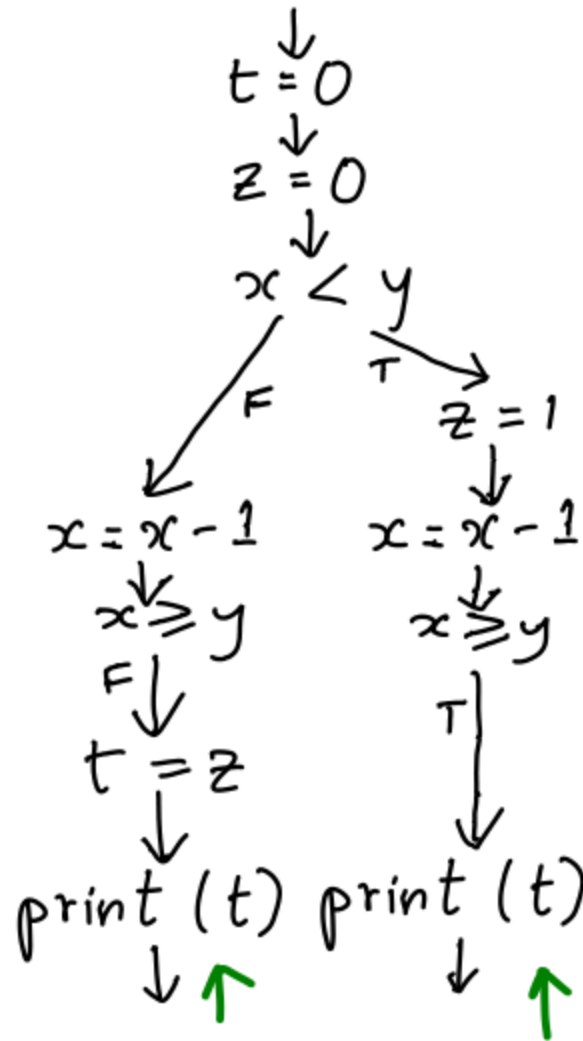 t = 0
z = 0
x < y
F T
z = 1
x = x - 1 x = x - 1
x ≥ y x ≥ y
F T
t = z
print (t) print (t)